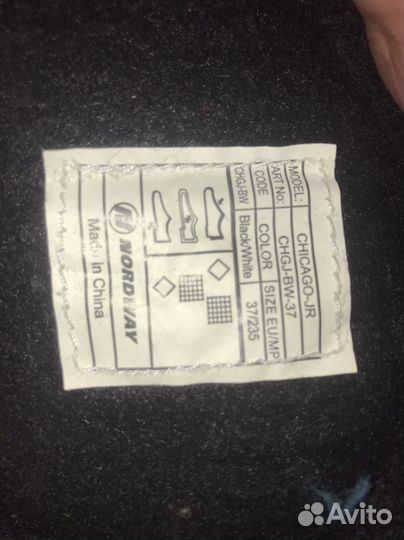 MODEL: CHICAGO-JR
ART No: CHGJ-BW-37
CODE COLOR SIZE EU/MP
CHGJ-BW Black/White 37/235
NORDWAY
Made in China
Avito